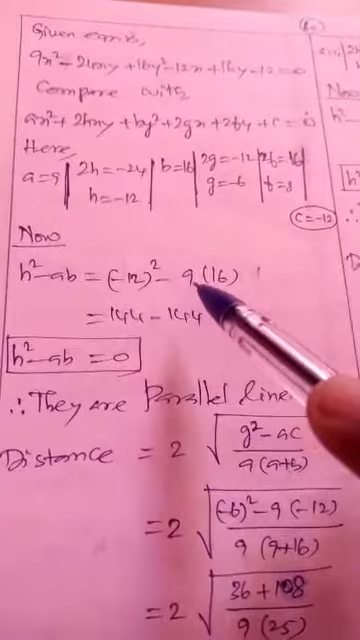 Given eqn is,
9x² - 24xy + 16y² - 12x + 16y - 12 = 0
Compare with
ax² + 2hxy + by² + 2gx + 2fy + c = 0
Here,
a = 9 | 2h = -24 | b = 16 | 2g = -12 | 2f = 16
h = -12 | g = -6 | f = 8
c = -12
Now
h² - ab = (-12)² - 9(16)
= 144 - 144
h² - ab = 0
∴ They are Parallel line
Distance = 2 √(g² - ac / a(a+b))
= 2 √((-6)² - 9(-12) / 9(9+16))
= 2 √(36 + 108 / 9(25))